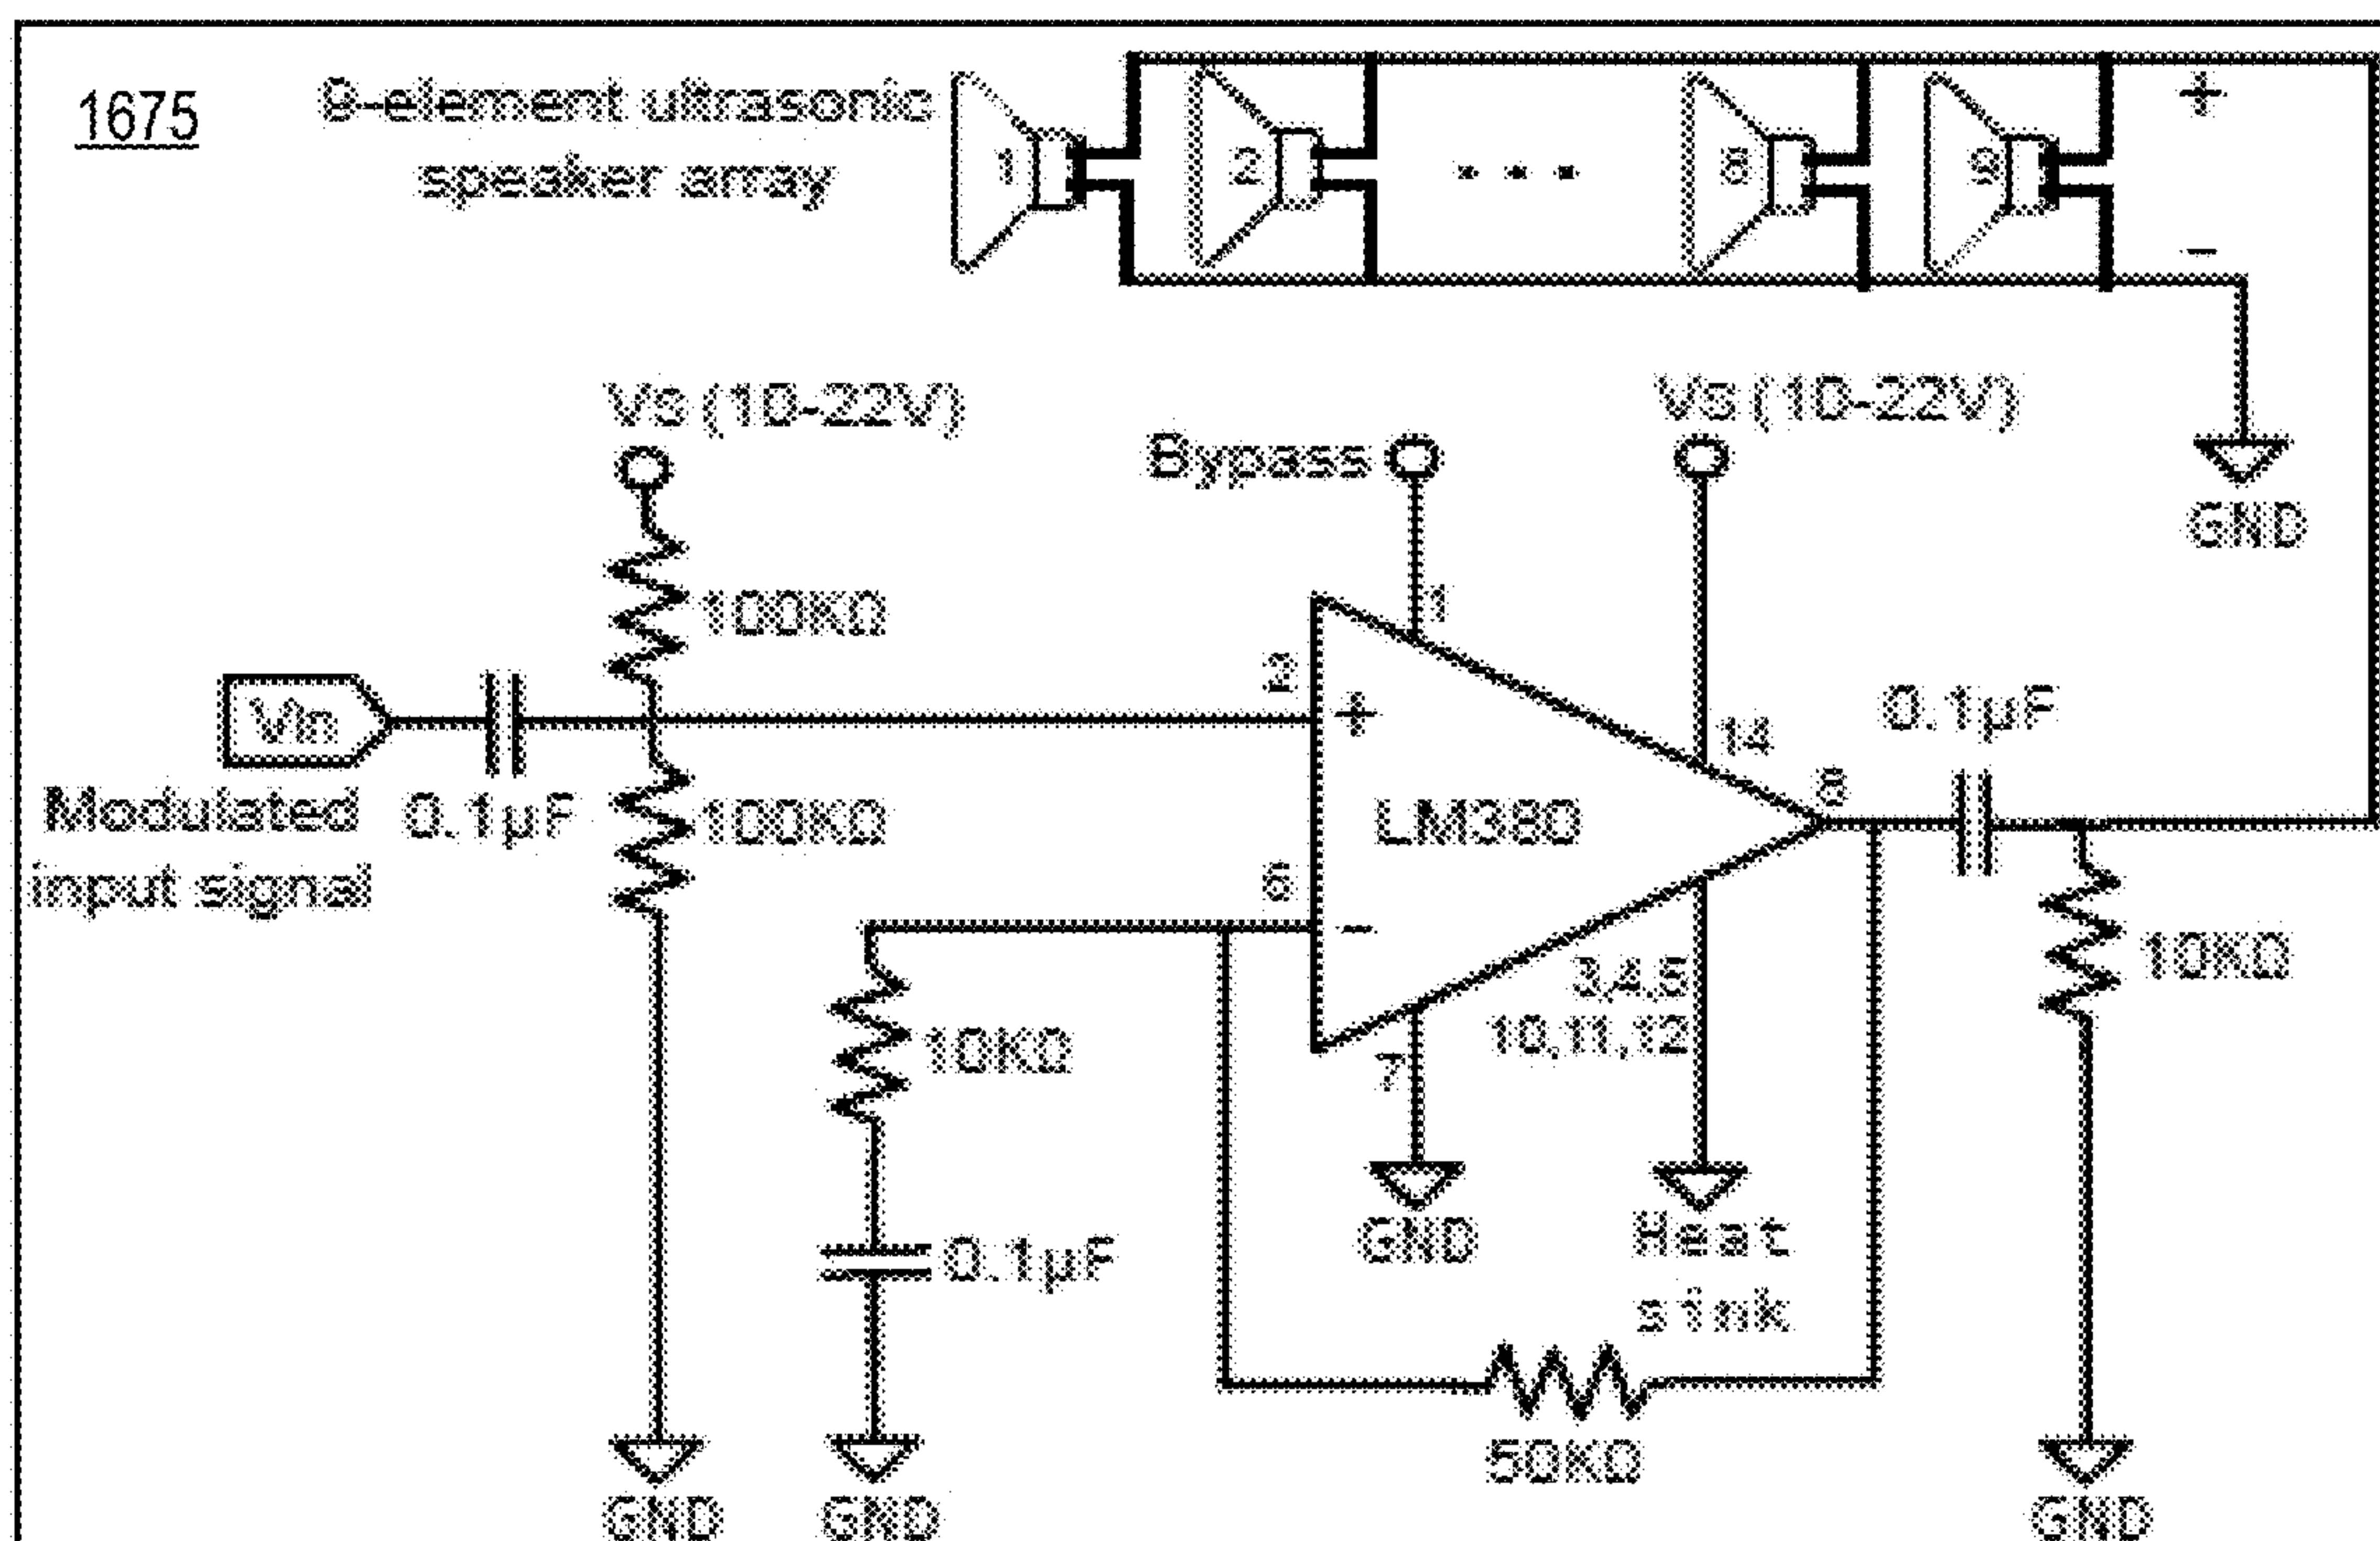 1675
9-element ultrasonic
speaker array
1
2
. . .
8
9
+
-
GND
Vs (10-22V)
Bypass
Vs (10-22V)
100KΩ
1
2
+
14
0.1µF
Vin
Modulated
input signal
0.1µF
100KΩ
LM380
8
6
-
3,4,5
10,11,12
7
10KΩ
10KΩ
0.1µF
GND
Heat
sink
50KΩ
GND
GND
GND